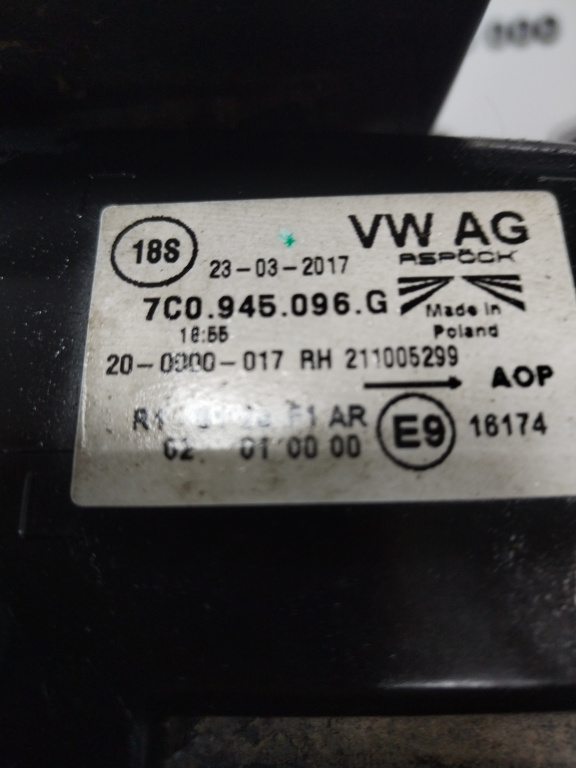 18S
VW AG
23-03-2017
ASPÖCK
7C0.945.096.G
Made in
Poland
16:55
20-0000-017 RH 211005299
AOP
R1 F1 AR
02 01 00 00
E9
16174